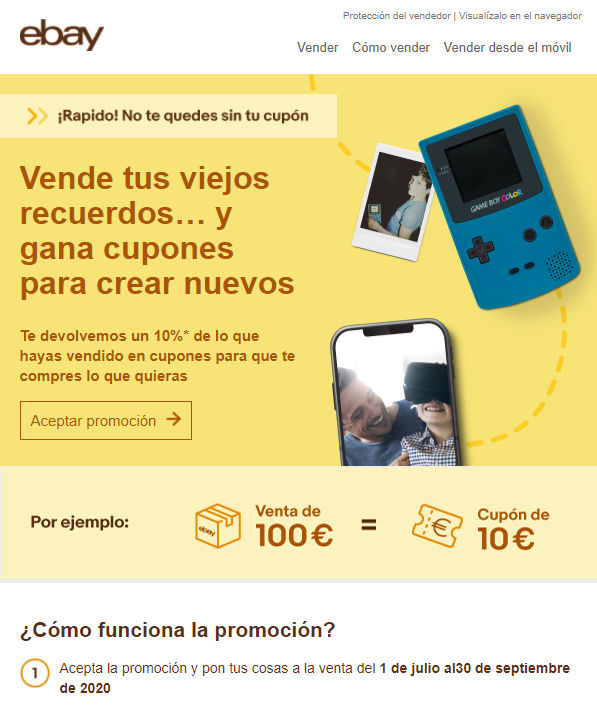 Protección del vendedor | Visualízalo en el navegador
ebay
Vender Cómo vender Vender desde el móvil
¡Rapido! No te quedes sin tu cupón
Vende tus viejos
recuerdos… y
gana cupones
para crear nuevos
GAME BOY COLOR
Te devolvemos un 10%* de lo que
hayas vendido en cupones para que te
compres lo que quieras
Aceptar promoción
Por ejemplo:
ebay
Venta de
100 €
=
€
Cupón de
10 €
¿Cómo funciona la promoción?
1 Acepta la promoción y pon tus cosas a la venta del 1 de julio al30 de septiembre
de 2020